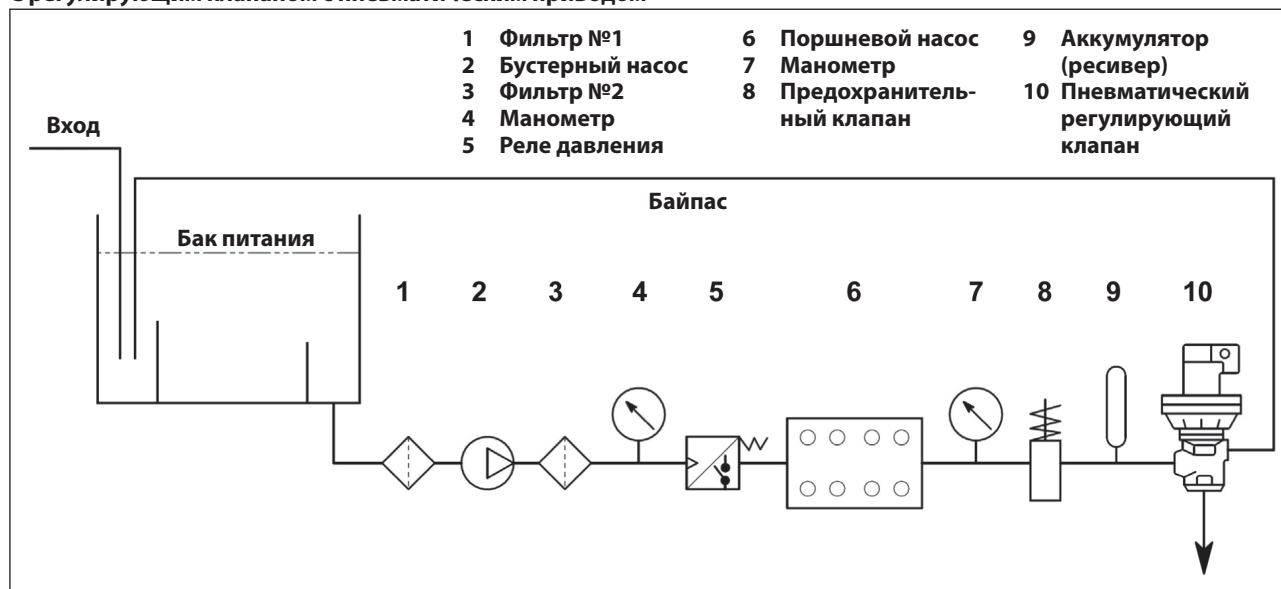 1 Фильтр №1
2 Бустерный насос
3 Фильтр №2
4 Манометр
5 Реле давления
6 Поршневой насос
7 Манометр
8 Предохранитель-
ный клапан
9 Аккумулятор
(ресивер)
10 Пневматический
регулирующий
клапан
Вход
Байпас
Бак питания
1 2 3 4 5 6 7 8 9 10